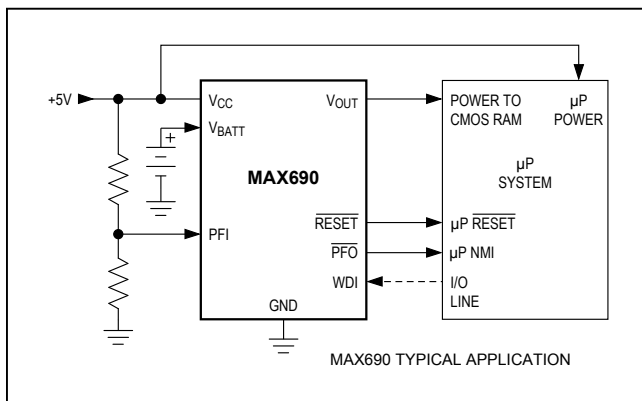 +5V
VCC
VBATT
+
PFI
MAX690
VOUT
RESET
PFO
WDI
GND
POWER TO
CMOS RAM
µP
POWER
µP
SYSTEM
µP RESET
µP NMI
I/O
LINE
MAX690 TYPICAL APPLICATION